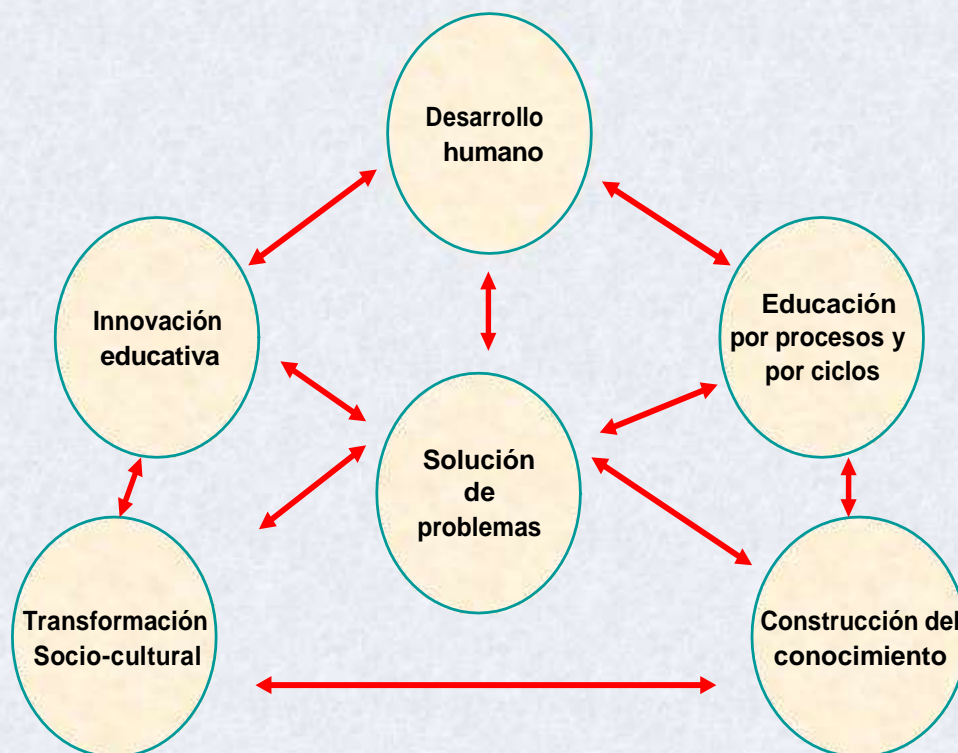 Desarrollo
humano
Innovación
educativa
Educación
por procesos y
por ciclos
Solución
de
problemas
Transformación
Socio-cultural
Construcción del
conocimiento